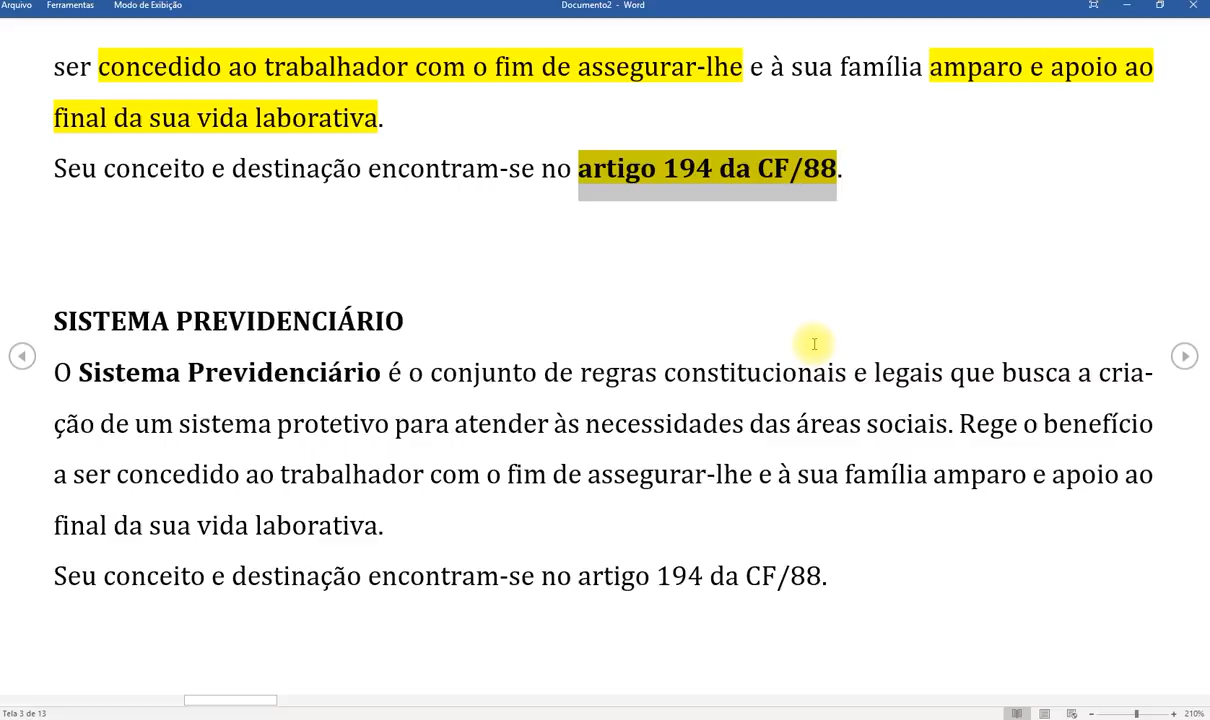 Arquivo Ferramentas Modo de Exibição Documento2 - Word
ser concedido ao trabalhador com o fim de assegurar-lhe e à sua família amparo e apoio ao
final da sua vida laborativa.
Seu conceito e destinação encontram-se no artigo 194 da CF/88.
SISTEMA PREVIDENCIÁRIO
O Sistema Previdenciário é o conjunto de regras constitucionais e legais que busca a cria-
ção de um sistema protetivo para atender às necessidades das áreas sociais. Rege o benefício
a ser concedido ao trabalhador com o fim de assegurar-lhe e à sua família amparo e apoio ao
final da sua vida laborativa.
Seu conceito e destinação encontram-se no artigo 194 da CF/88.
Tela 3 de 13 210%